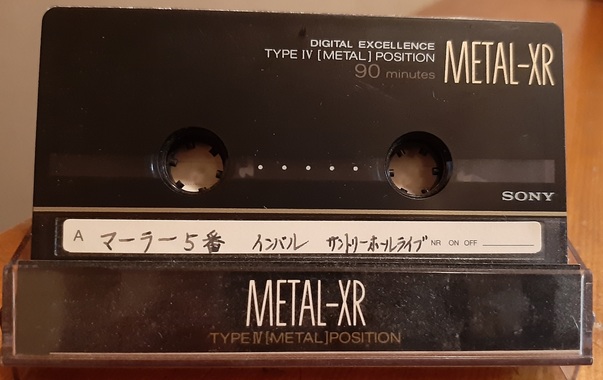 DIGITAL EXCELLENCE
TYPE IV [METAL] POSITION
90 minutes
METAL-XR
SONY
A マーラー5番 インバル サントリーホールライブ NR ON OFF
METAL-XR
TYPE IV [METAL] POSITION